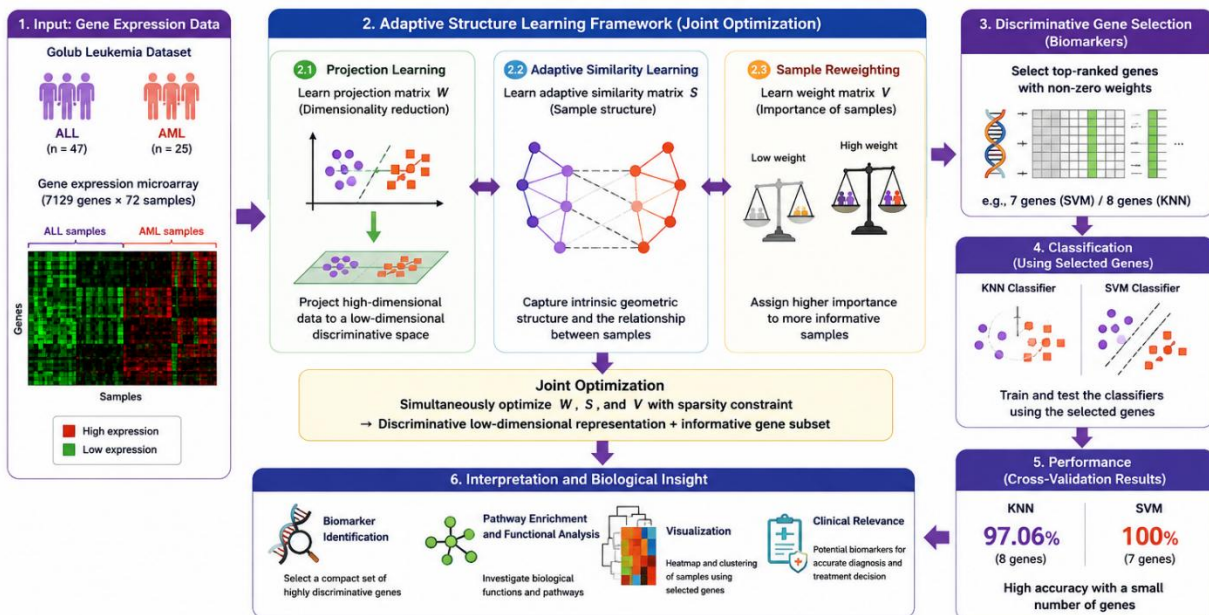 1. Input: Gene Expression Data
Golub Leukemia Dataset
ALL
(n = 47)
AML
(n = 25)
Gene expression microarray
(7129 genes × 72 samples)
ALL samples
AML samples
Genes
Samples
High expression
Low expression
2. Adaptive Structure Learning Framework (Joint Optimization)
2.1 Projection Learning
Learn projection matrix W
(Dimensionality reduction)
Project high-dimensional
data to a low-dimensional
discriminative space
2.2 Adaptive Similarity Learning
Learn adaptive similarity matrix S
(Sample structure)
Capture intrinsic geometric
structure and the relationship
between samples
2.3 Sample Reweighting
Learn weight matrix V
(Importance of samples)
Low weight
High weight
Assign higher importance
to more informative
samples
Joint Optimization
Simultaneously optimize W, S, and V with sparsity constraint
→ Discriminative low-dimensional representation + informative gene subset
3. Discriminative Gene Selection
(Biomarkers)
Select top-ranked genes
with non-zero weights
...
e.g., 7 genes (SVM) / 8 genes (KNN)
4. Classification
(Using Selected Genes)
KNN Classifier
SVM Classifier
Train and test the classifiers
using the selected genes
5. Performance
(Cross-Validation Results)
KNN
97.06%
(8 genes)
SVM
100%
(7 genes)
High accuracy with a small
number of genes
6. Interpretation and Biological Insight
Biomarker
Identification
Select a compact set of
highly discriminative genes
Pathway Enrichment
and Functional Analysis
Investigate biological
functions and pathways
Visualization
Heatmap and clustering
of samples using
selected genes
Clinical Relevance
Potential biomarkers for
accurate diagnosis and
treatment decision